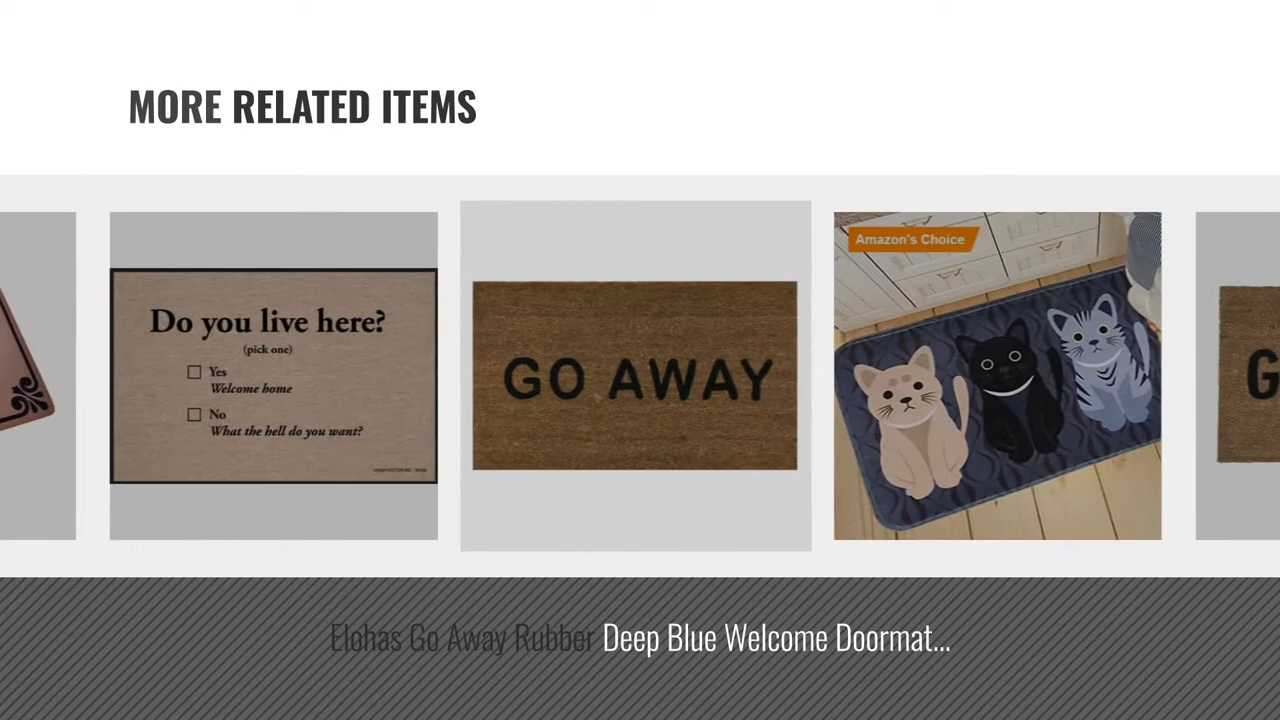 MORE RELATED ITEMS
Do you live here?
(pick one)
Yes
Welcome home
No
What the hell do you want?
GO AWAY
Amazon's Choice
G
Elohas Go Away Rubber Deep Blue Welcome Doormat...